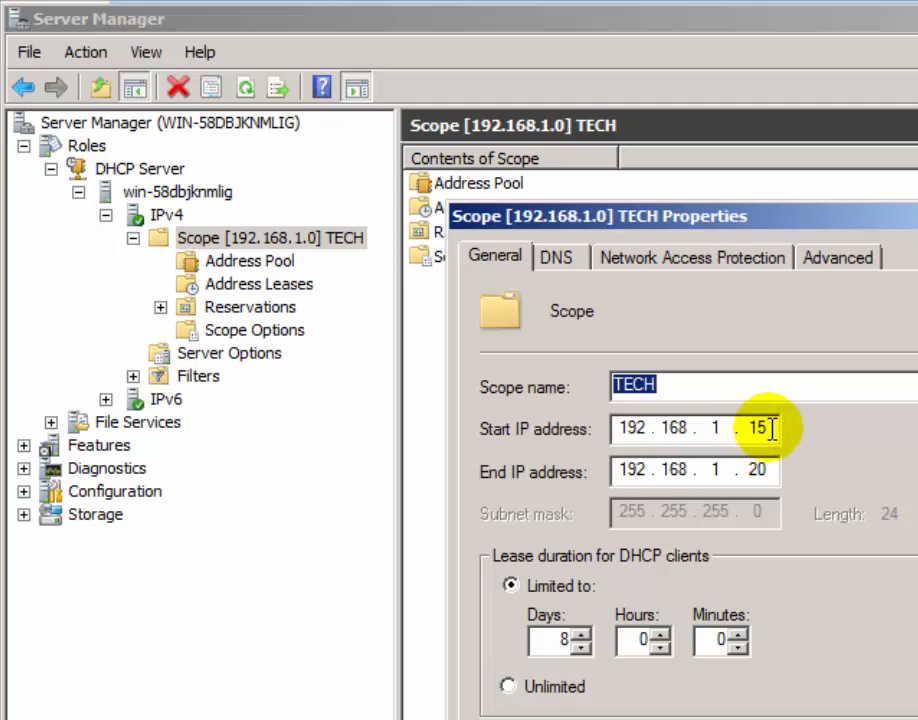 Server Manager
File Action View Help
Server Manager (WIN-58DBJKNMLIG)
Roles
DHCP Server
win-58dbjknmlig
IPv4
Scope [192.168.1.0] TECH
Address Pool
Address Leases
Reservations
Scope Options
Server Options
Filters
IPv6
File Services
Features
Diagnostics
Configuration
Storage
Scope [192.168.1.0] TECH
Contents of Scope
Address Pool
A
R
S
Scope [192.168.1.0] TECH Properties
General DNS Network Access Protection Advanced
Scope
Scope name: TECH
Start IP address: 192 . 168 . 1 . 15
End IP address: 192 . 168 . 1 . 20
Subnet mask: 255 . 255 . 255 . 0 Length: 24
Lease duration for DHCP clients
Limited to:
Days: Hours: Minutes:
8 0 0
Unlimited